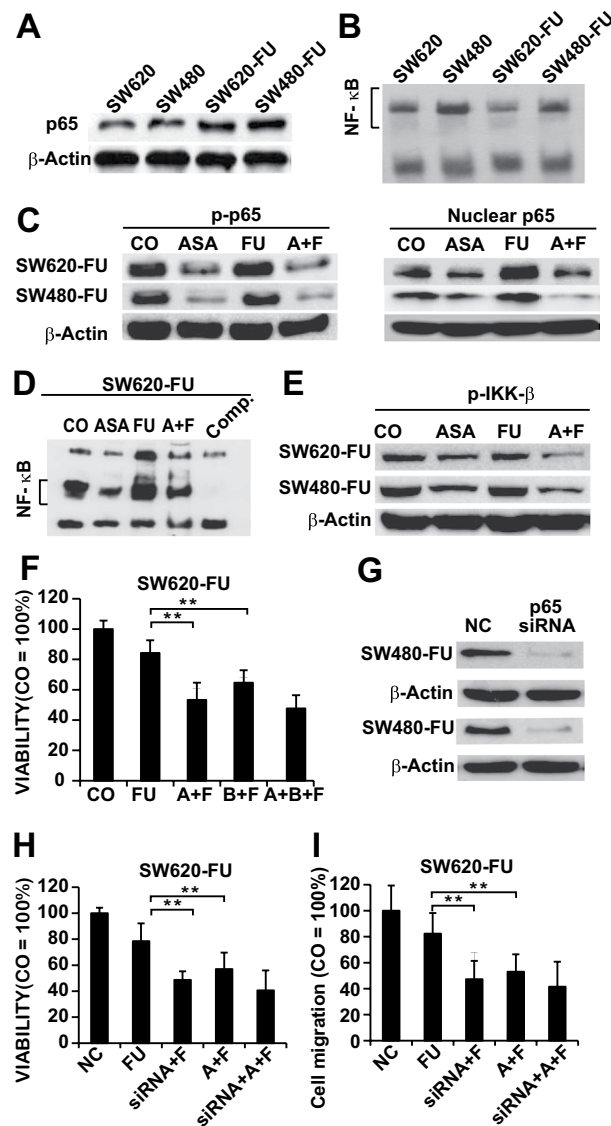 A
SW620
SW480
SW620-FU
SW480-FU
p65
β-Actin
B
SW620
SW480
SW620-FU
SW480-FU
NF- κB
C
p-p65
CO ASA FU A+F
SW620-FU
SW480-FU
β-Actin
Nuclear p65
CO ASA FU A+F
D
SW620-FU
CO ASA FU A+F Comp.
NF- κB
E
p-IKK-β
CO ASA FU A+F
SW620-FU
SW480-FU
β-Actin
F
SW620-FU
VIABILITY(CO = 100%)
120
100
80
60
40
20
0
**
**
CO FU A+F B+F A+B+F
G
NC p65 siRNA
SW480-FU
β-Actin
SW480-FU
β-Actin
H
SW620-FU
VIABILITY(CO = 100%)
120
100
80
60
40
20
0
**
**
NC
FU
siRNA+F
A+F
siRNA+A+F
I
SW620-FU
Cell migration (CO = 100%)
120
100
80
60
40
20
0
**
**
NC
FU
siRNA+F
A+F
siRNA+A+F